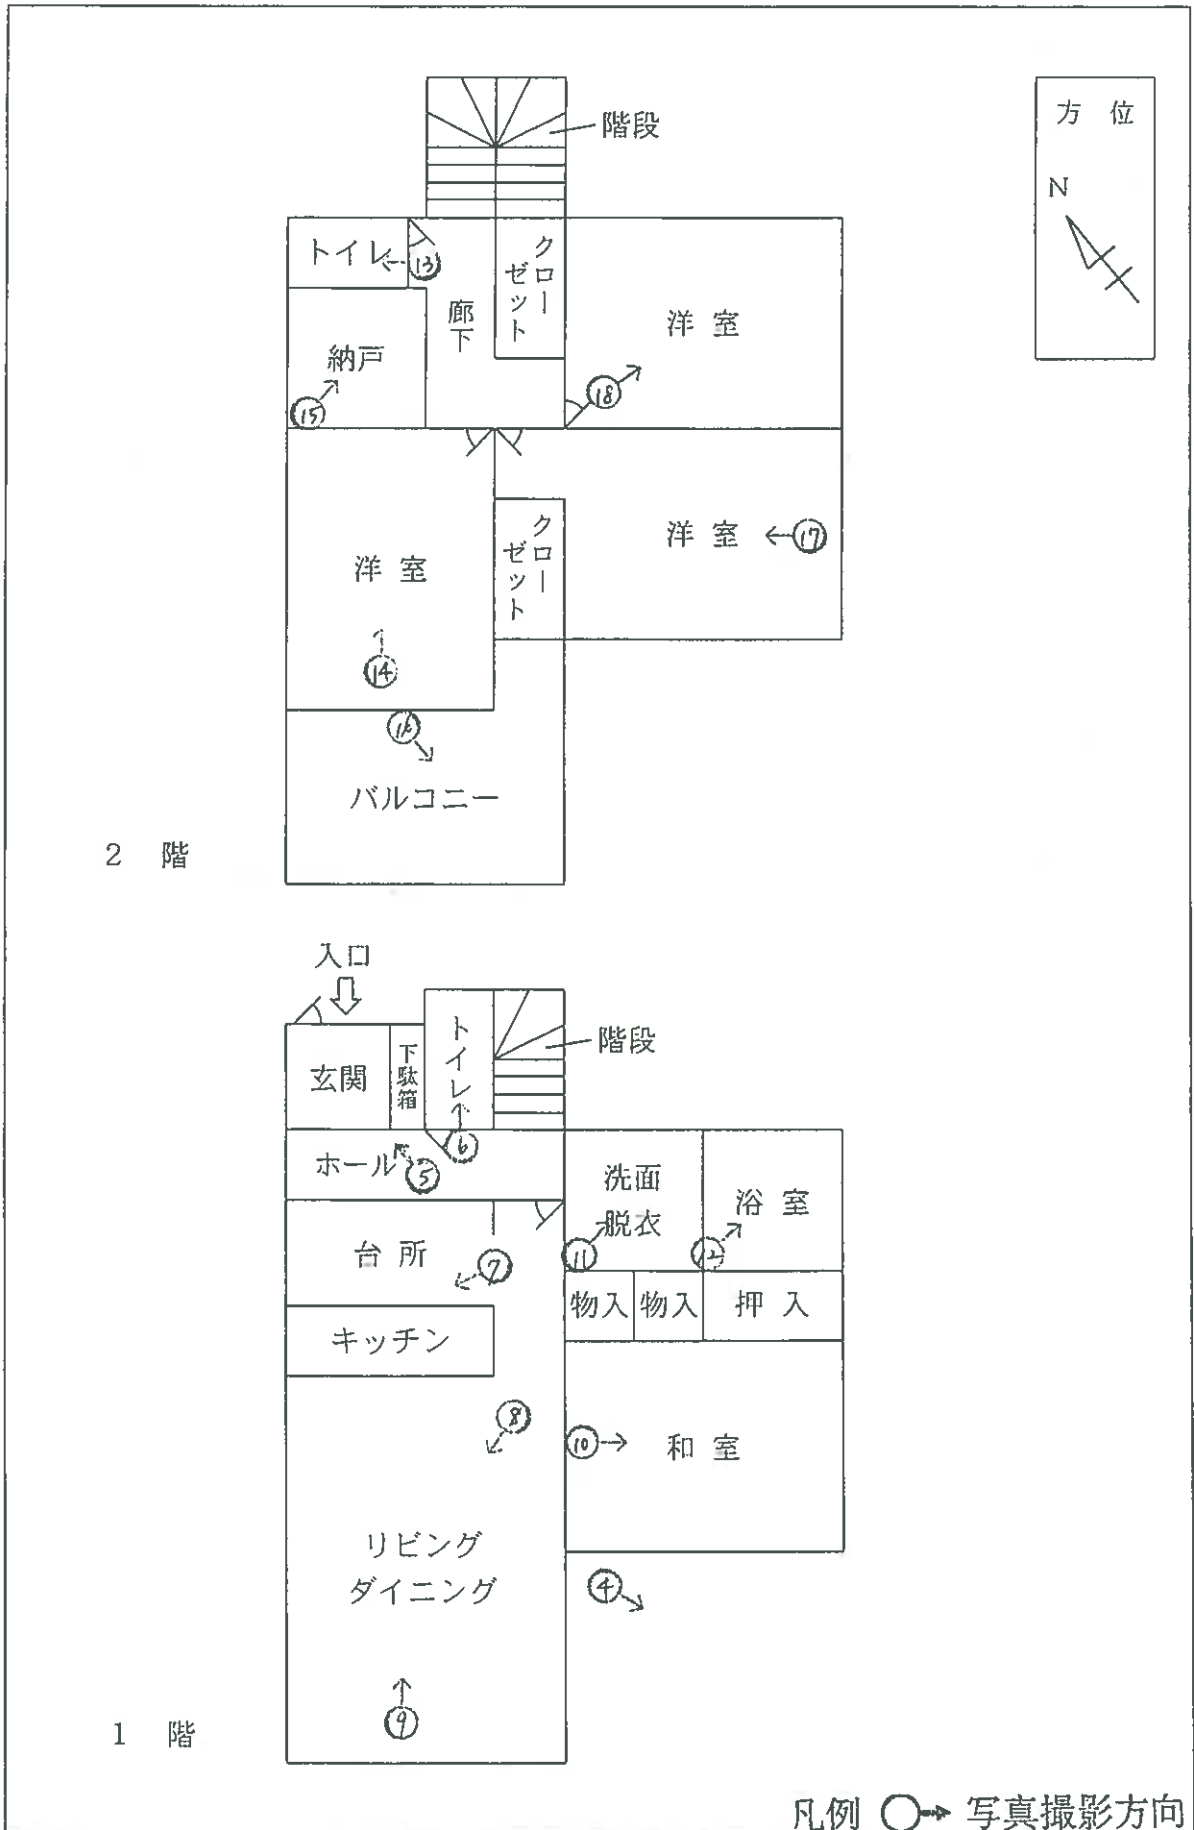 方 位
N
階段
トイレ
⑬
クロー
ゼット
廊下
洋 室
納戸
⑮
⑱
洋 室
⑰
クロー
ゼット
洋 室
⑭
⑯
バルコニー
2 階
入口
階段
トイレ
下駄箱
玄関
⑥
ホール
⑤
洗面
脱衣
浴 室
台 所
⑦
⑪
⑫
物入
物入
押 入
キッチン
⑧
⑩
和 室
リビング
ダイニング
④
⑨
1 階
凡例 ○→ 写真撮影方向